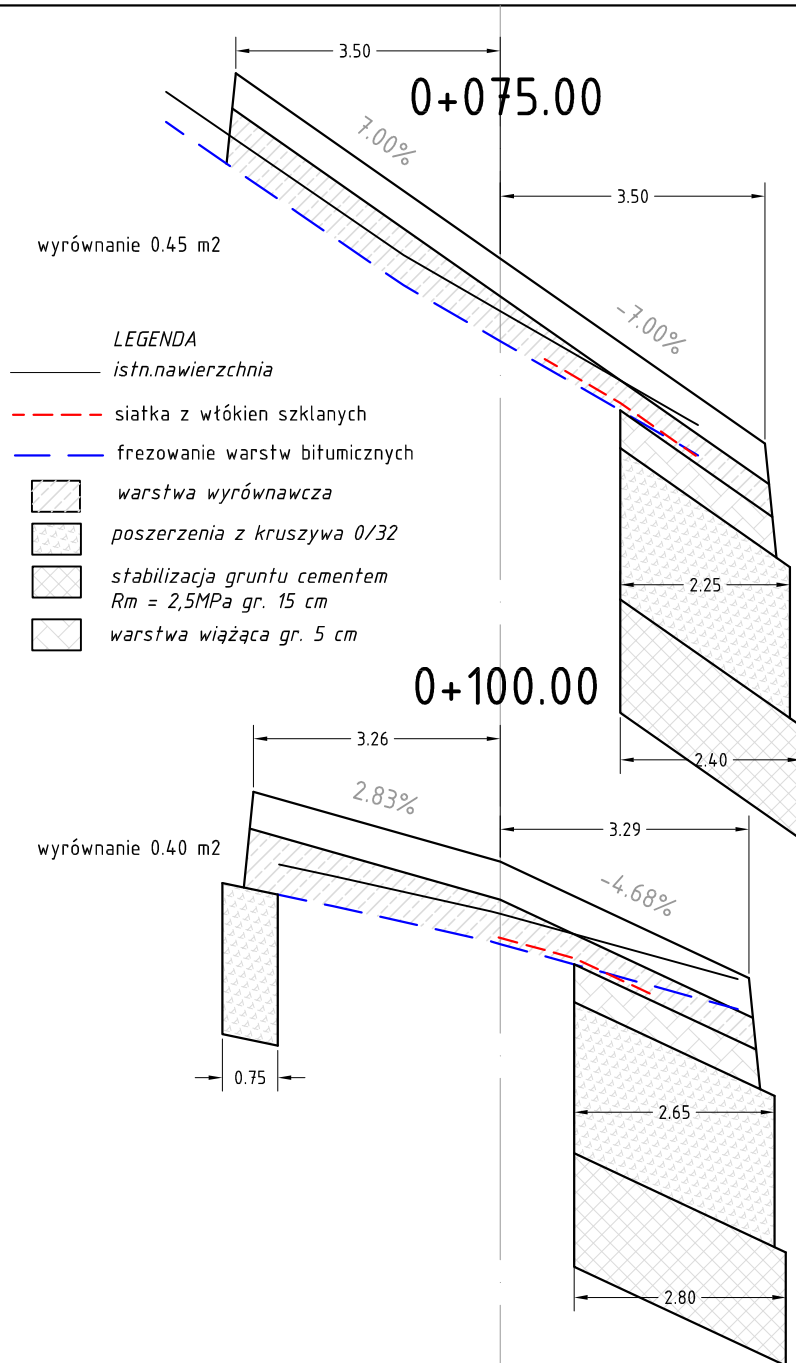 3.50
0+075.00
7.00%
3.50
wyrównanie 0.45 m2
-7.00%
LEGENDA
istn.nawierzchnia
siatka z włókien szklanych
frezowanie warstw bitumicznych
warstwa wyrównawcza
poszerzenia z kruszywa 0/32
stabilizacja gruntu cementem
Rm = 2,5MPa gr. 15 cm
warstwa wiążąca gr. 5 cm
2.25
0+100.00
3.26
2.40
2.83%
3.29
wyrównanie 0.40 m2
-4.68%
0.75
2.65
2.80